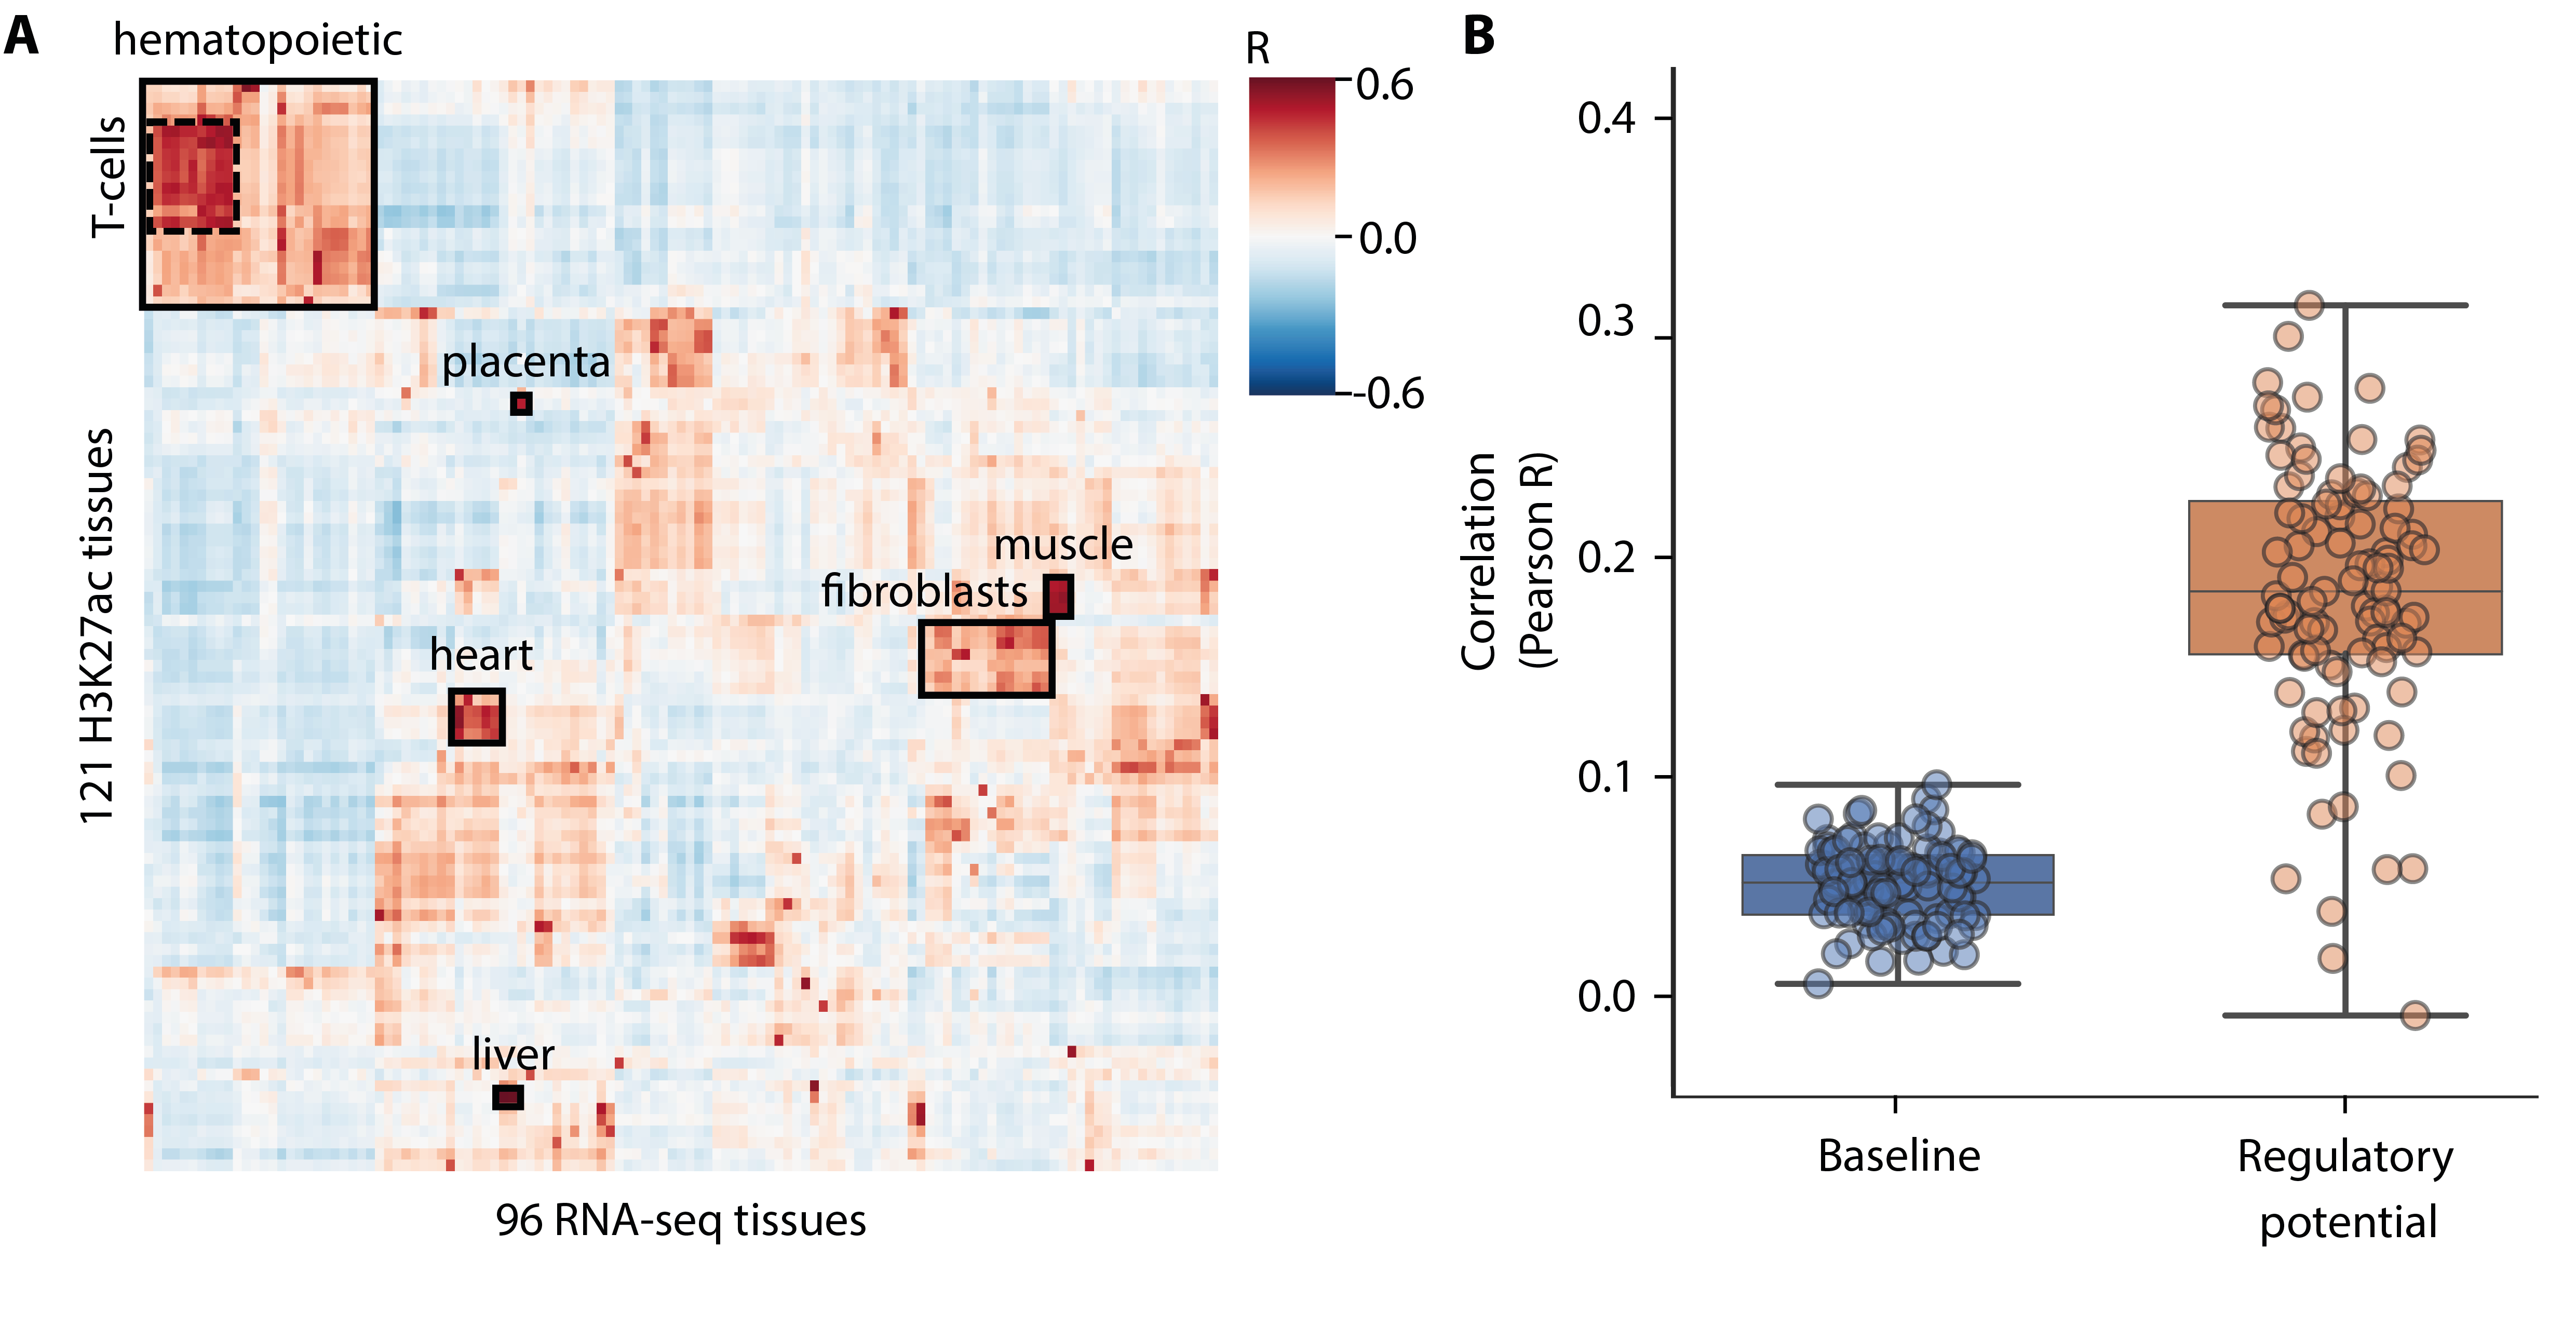 A
hematopoietic
T-cells
121 H3K27ac tissues
placenta
muscle
fibroblasts
heart
liver
96 RNA-seq tissues
R
0.6
0.0
-0.6
B
Correlation
(Pearson R)
0.4
0.3
0.2
0.1
0.0
Baseline
Regulatory
potential